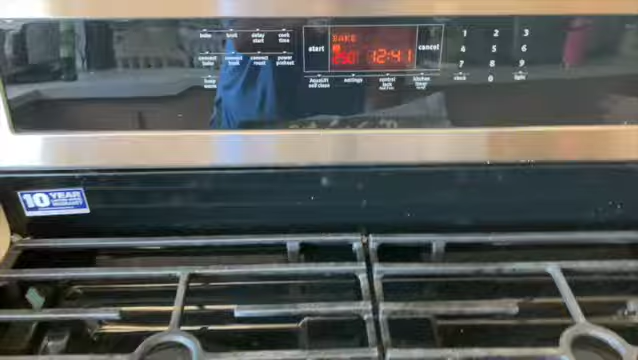 bake broil delay start cook time
convect bake convect broil convect roast power preheat
keep warm
start
BAKE
250° 12:41
cancel
AquaLift self clean settings control lock kitchen timer
1 2 3
4 5 6
7 8 9
clock 0 light
10 YEAR